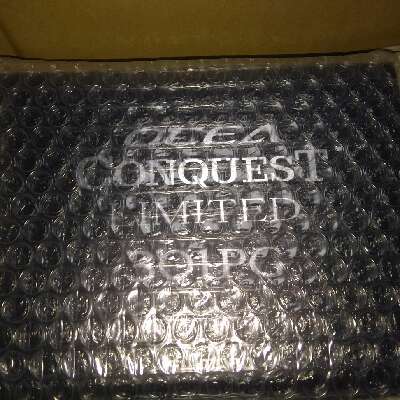 OCEA
CONQUEST
LIMITED
301PG